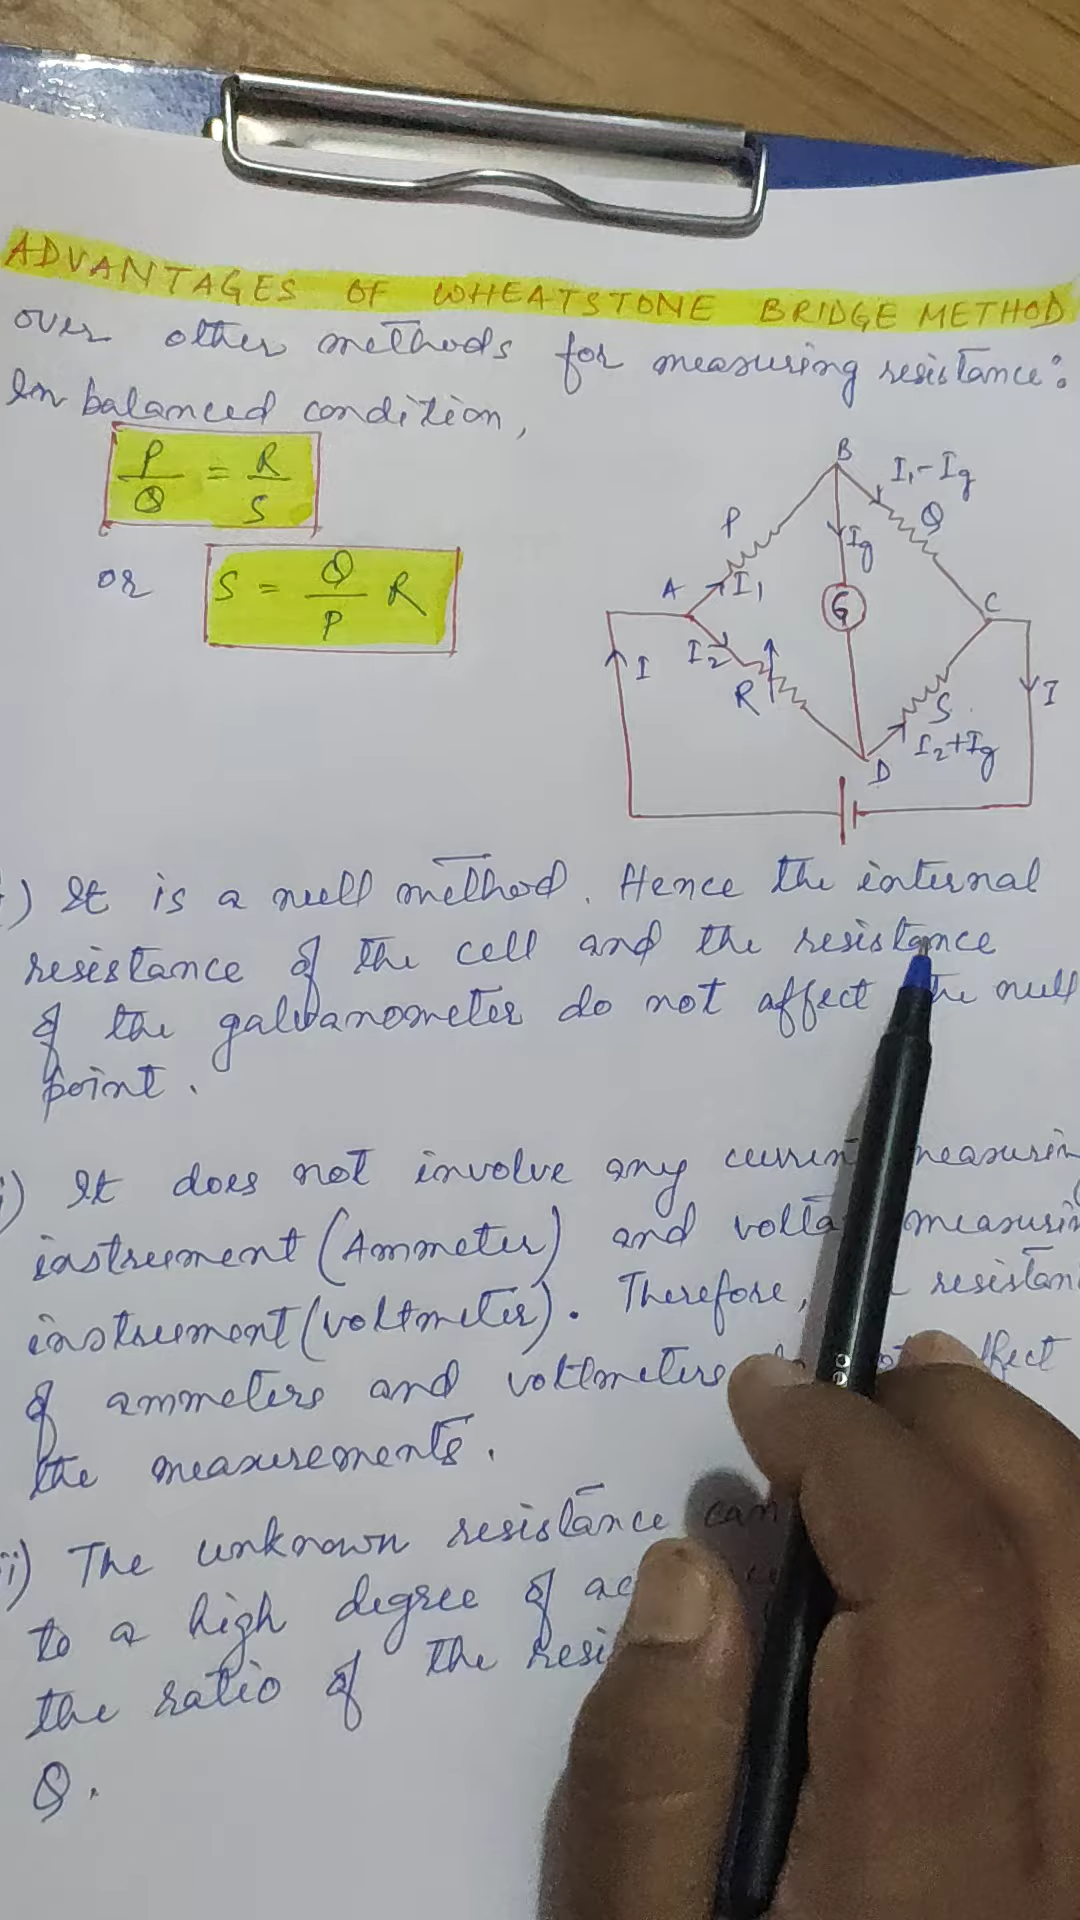 ADVANTAGES OF WHEATSTONE BRIDGE METHOD
over other methods for measuring resistance:
In balanced condition,
P/Q = R/S
or S = Q/P R
B
I₁-Ig
P
Q
Ig
A
I₁
G
C
I
I₂
R
S
I
I₂+Ig
D
) It is a null method. Hence the internal
resistance of the cell and the resistance
of the galvanometer do not affect the null
point.
i) It does not involve any current measurin
instrument (Ammeter) and volta measurin
instrument (voltmeter). Therefore, resistan
of ammeters and voltmeters
the measurements.
ii) The unknown resistance can
to a high degree of ac
the ratio of the resi
Q.